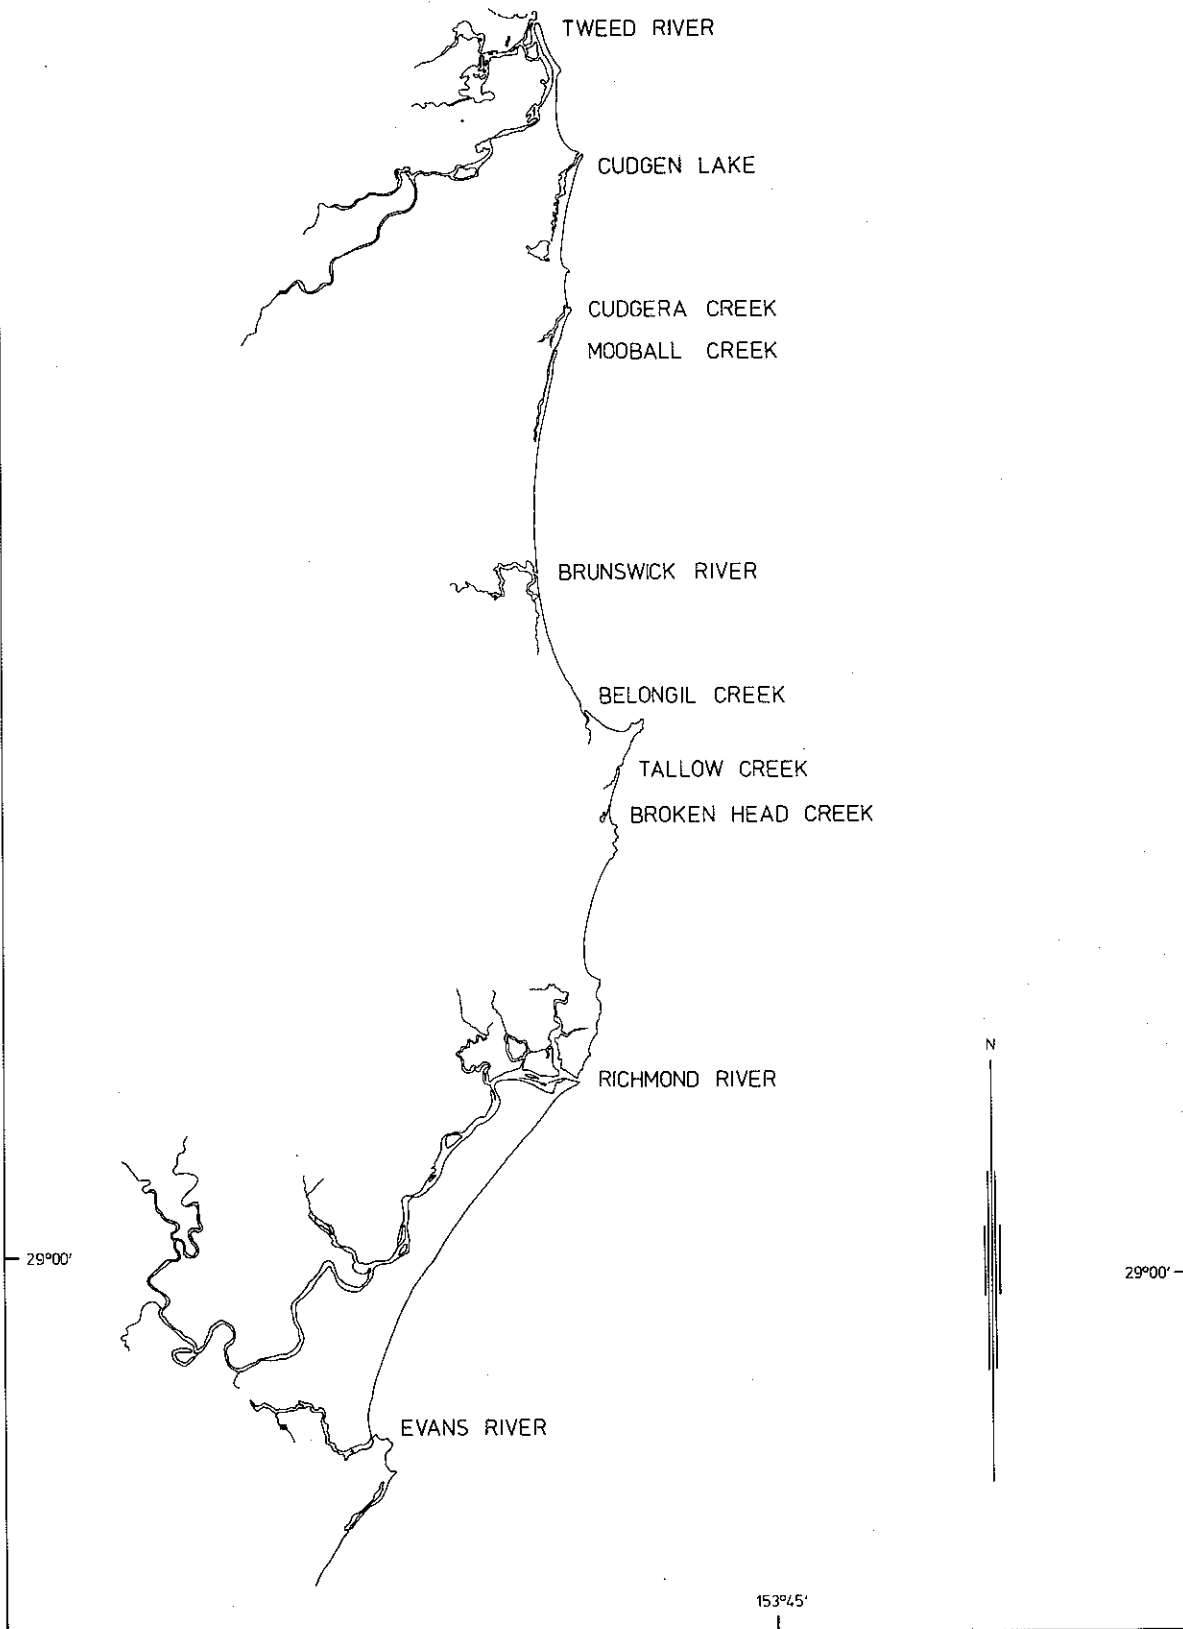 TWEED RIVER
CUDGEN LAKE
CUDGERA CREEK
MOOBALL CREEK
BRUNSWICK RIVER
BELONGIL CREEK
TALLOW CREEK
BROKEN HEAD CREEK
N
RICHMOND RIVER
29°00'
29°00'
EVANS RIVER
153°45'